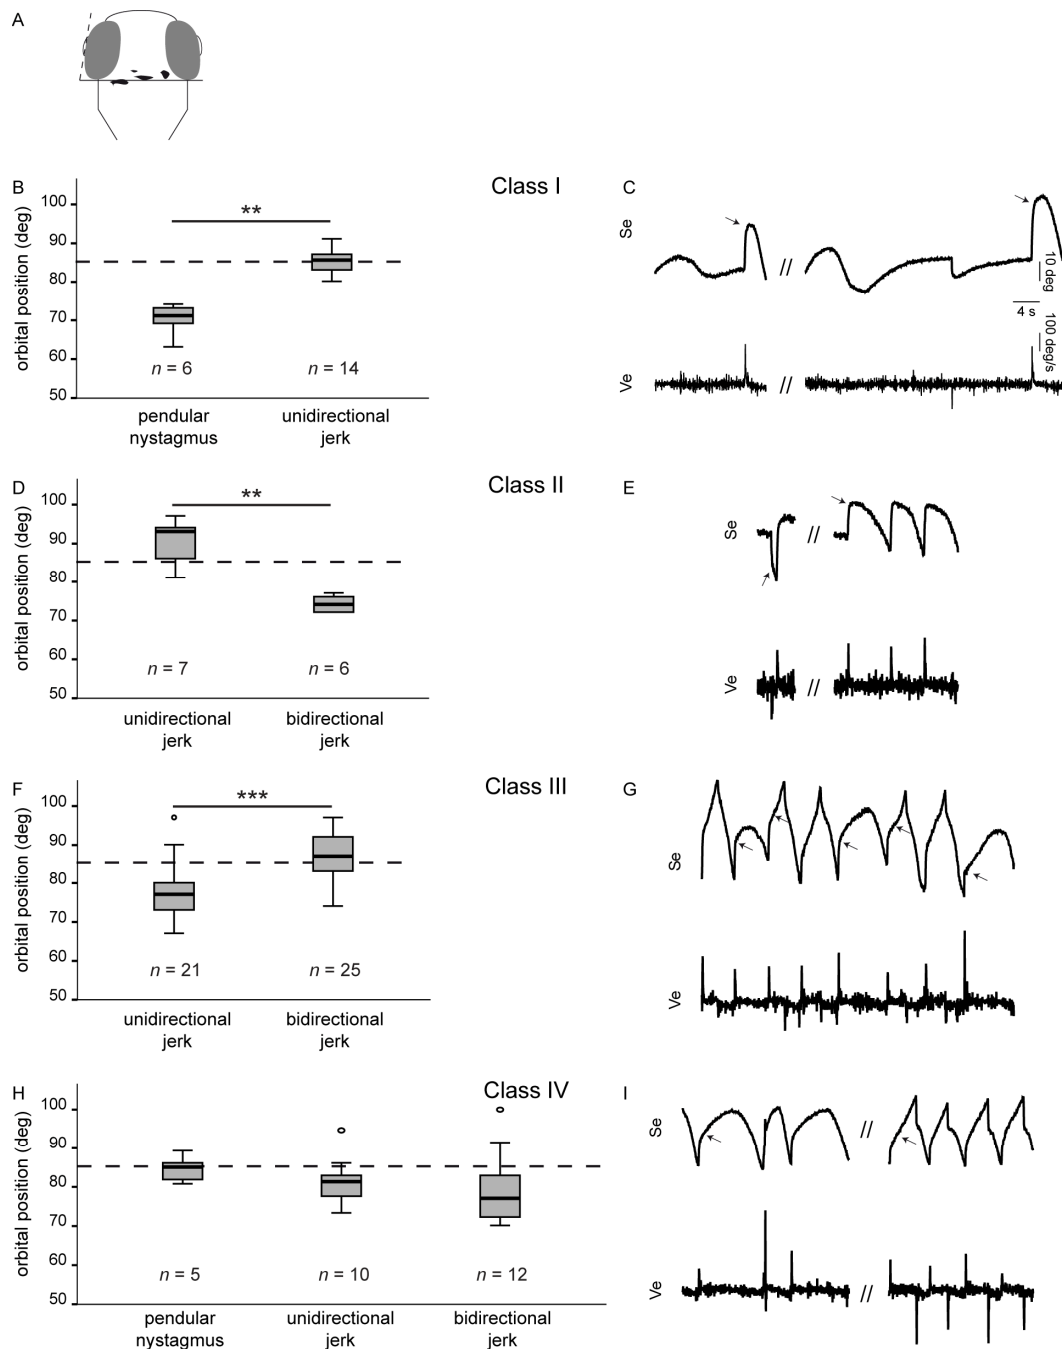 A
B
Class I
C
orbital position (deg)
100
90
80
70
60
50
**
n = 6
n = 14
pendular
nystagmus
unidirectional
jerk
Se
//
10 deg
4 s
100 deg/s
Ve
//
D
Class II
E
orbital position (deg)
100
90
80
70
60
50
**
n = 7
n = 6
unidirectional
jerk
bidirectional
jerk
Se
//
Ve
//
F
Class III
G
orbital position (deg)
100
90
80
70
60
50
***
n = 21
n = 25
unidirectional
jerk
bidirectional
jerk
Se
Ve
H
Class IV
I
orbital position (deg)
100
90
80
70
60
50
n = 5
n = 10
n = 12
pendular
nystagmus
unidirectional
jerk
bidirectional
jerk
Se
//
Ve
//